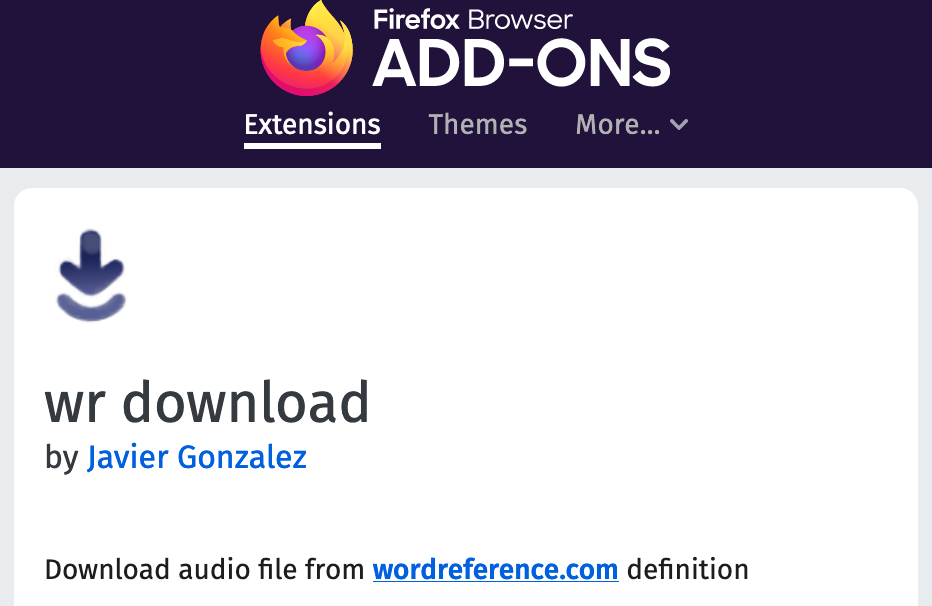 Firefox Browser
ADD-ONS
Extensions Themes More...
wr download
by Javier Gonzalez
Download audio file from wordreference.com definition